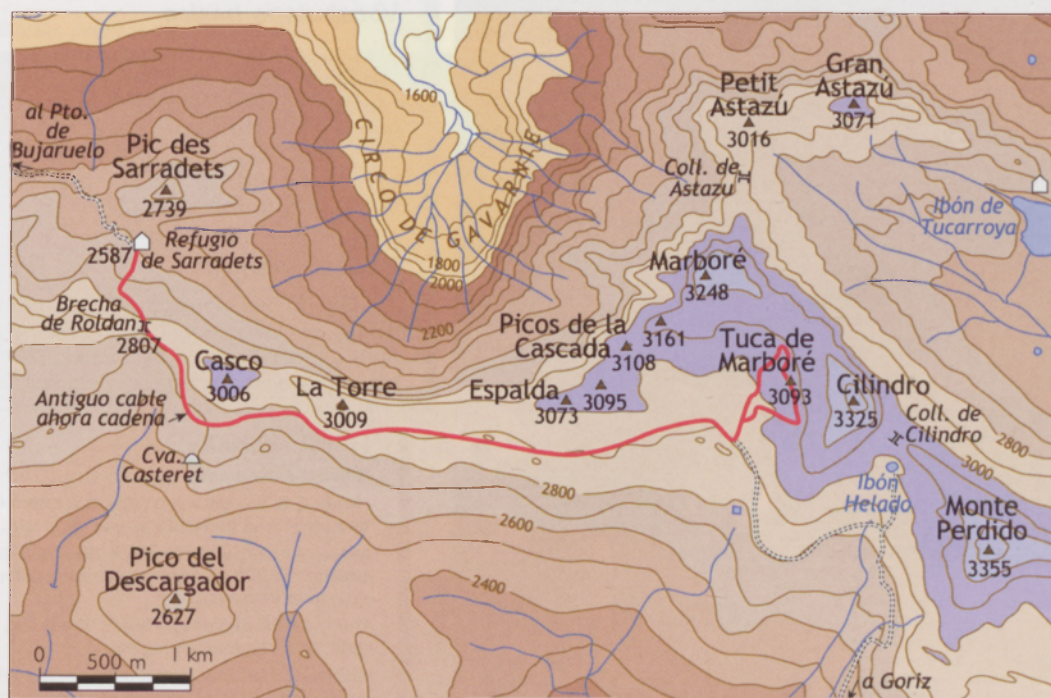 al Pto.
de
Bujaruelo
Pic des
Sarradets
2739
2587
Refugio
de Sarradets
Brecha
de Roldan
2807
Casco
3006
La Torre
3009
Antiguo cable
ahora cadena
Cva.
Casteret
Pico del
Descargador
2627
0
500 m
1 km
1600
CIRCO DE GAVARNIE
1800
2000
2200
Petit
Astazú
3016
Gran
Astazú
3071
Coll. de
Astazu
Ibón de
Tucarroya
Marboré
3248
Picos de la
Cascada
3161
3108
Espalda
3073
3095
Tuca de
Marboré
3093
Cilindro
3325
Coll. de
Cilindro
2800
3000
Ibón
Helado
Monte
Perdido
3355
2800
2600
2400
a Goriz